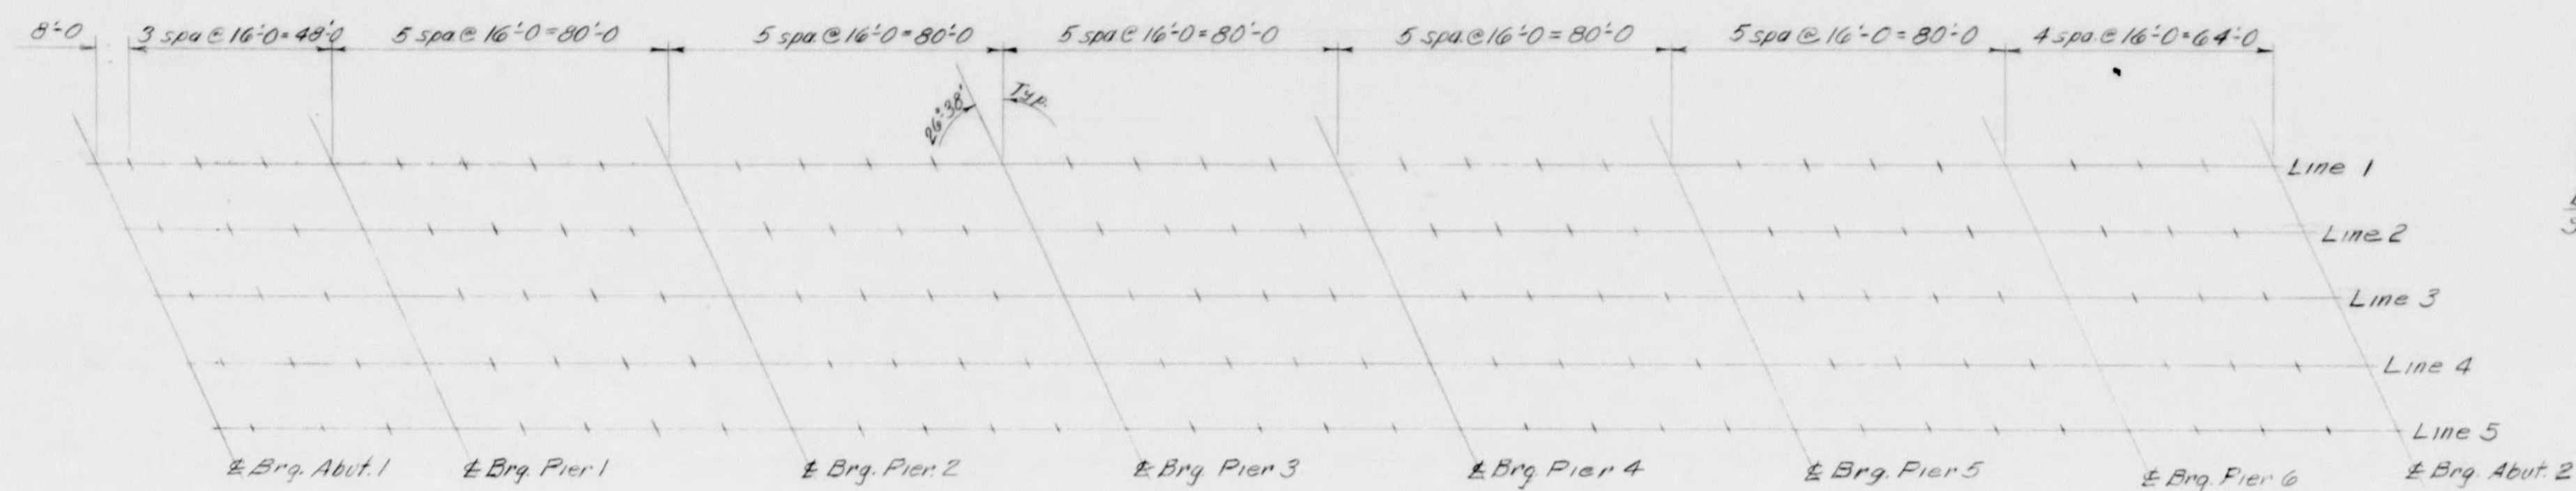 8'-0 3 spa @ 16'-0 = 48'-0 5 spa @ 16'-0 = 80'-0 5 spa. @ 16'-0 = 80'-0 5 spa @ 16'-0 = 80'-0 5 spa. @ 16'-0 = 80'-0 5 spa @ 16'-0 = 80'-0 4 spa. @ 16'-0 = 64'-0
26°-38' Typ.
Line 1
Line 2
Line 3
Line 4
Line 5
℄ Brg. Abut. 1 ℄ Brg. Pier 1 ℄ Brg. Pier. 2 ℄ Brg. Pier 3 ℄ Brg. Pier 4 ℄ Brg. Pier 5 ℄ Brg. Pier 6 ℄ Brg. Abut. 2